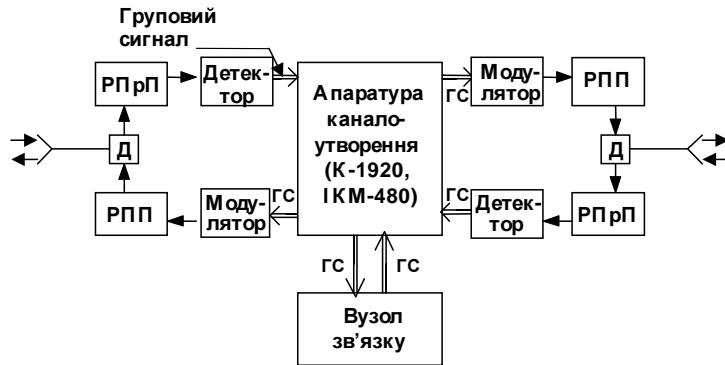 Груповий
сигнал
РПрП
Детек-
тор
Апаратура
канало-
утворення
(К-1920,
ІКМ-480)
ГС
Моду-
лятор
РПП
Д
Д
РПП
Моду-
лятор
ГС
ГС
Детек-
тор
РПрП
ГС
ГС
Вузол
зв'язку